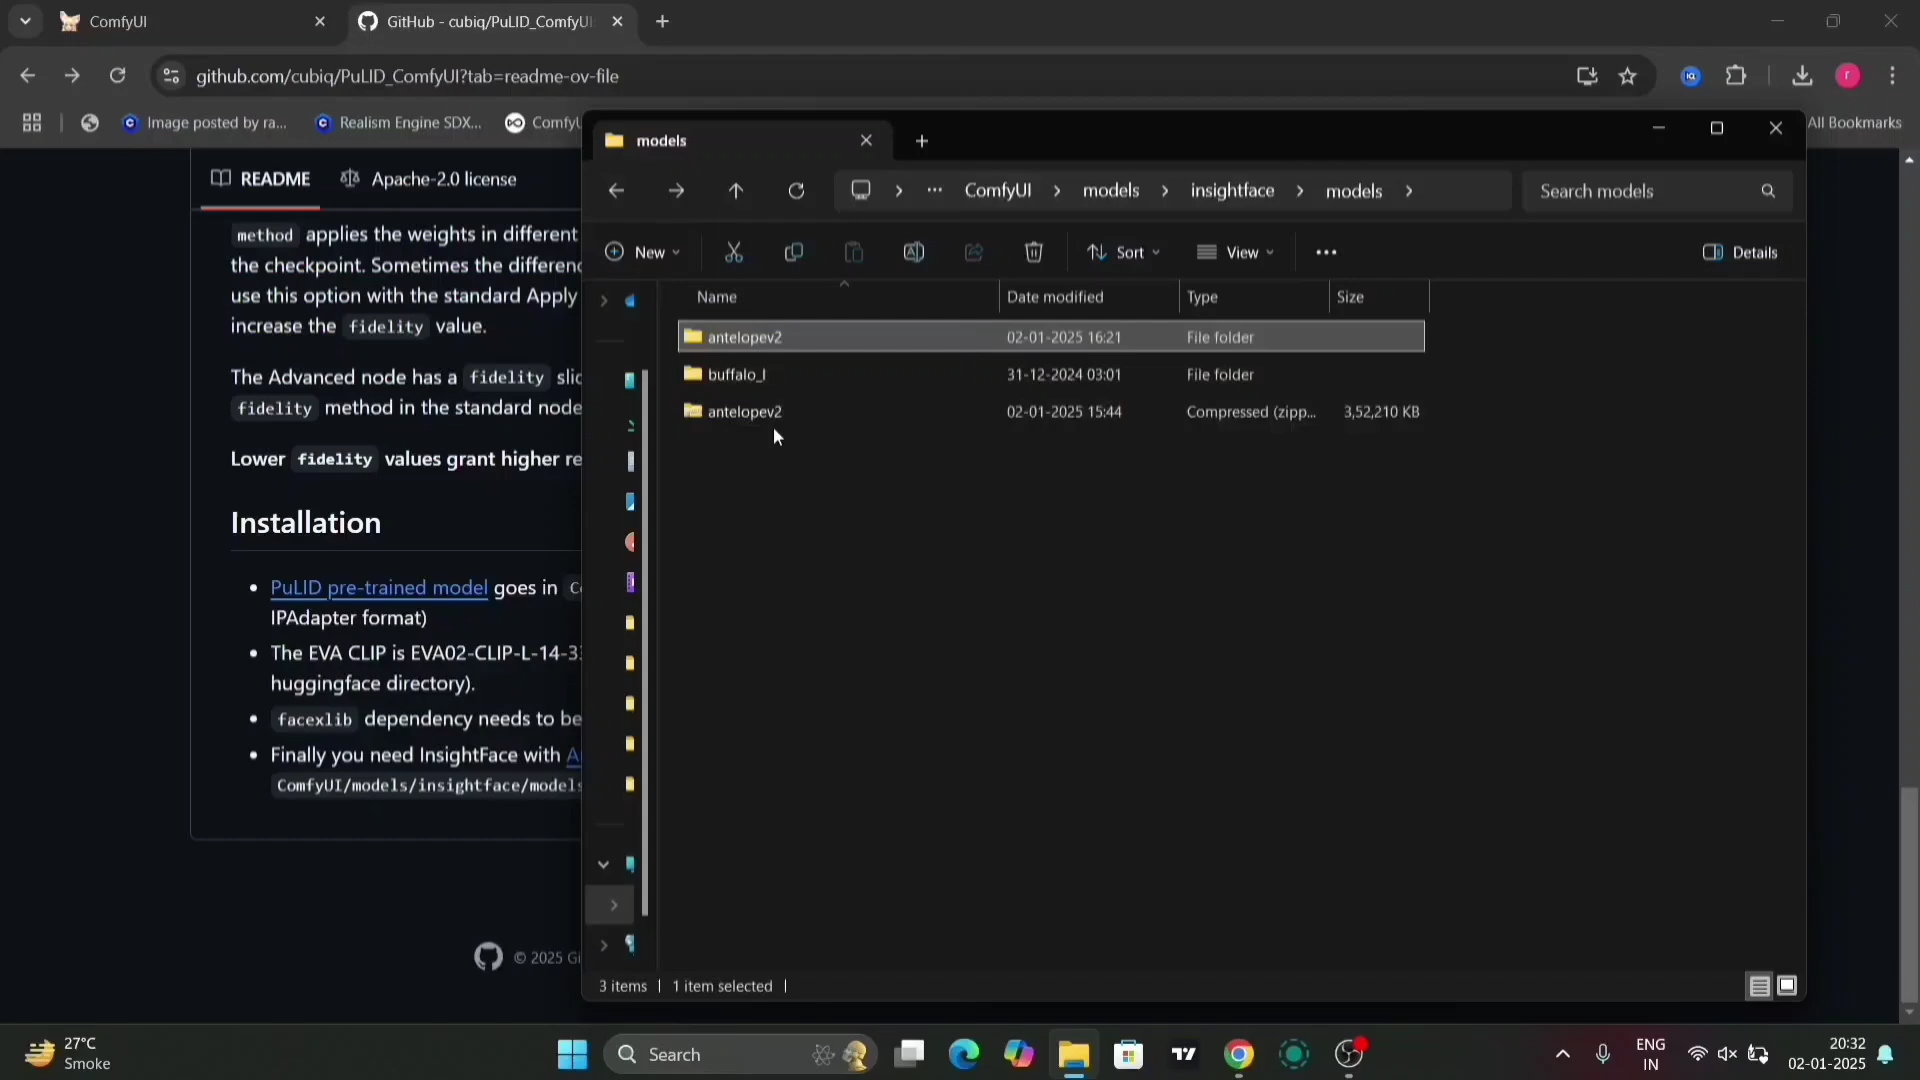 ComfyUI
GitHub - cubiq/PuLID_ComfyUI:
github.com/cubiq/PuLID_ComfyUI?tab=readme-ov-file
r
Image posted by ra...
Realism Engine SDX...
ComfyU
All Bookmarks
README
Apache-2.0 license
method applies the weights in different
the checkpoint. Sometimes the differenc
use this option with the standard Apply
increase the fidelity value.
The Advanced node has a fidelity slid
fidelity method in the standard node
Lower fidelity values grant higher re
Installation
PuLID pre-trained model goes in Co
IPAdapter format)
The EVA CLIP is EVA02-CLIP-L-14-33
huggingface directory).
facexlib dependency needs to be
Finally you need InsightFace with A
ComfyUI/models/insightface/models
© 2025 Gi
models
ComfyUI > models > insightface > models >
Search models
New
Sort
View
Details
Name Date modified Type Size
antelopev2 02-01-2025 16:21 File folder
buffalo_l 31-12-2024 03:01 File folder
antelopev2 02-01-2025 15:44 Compressed (zipp... 3,52,210 KB
3 items | 1 item selected |
27°C
Smoke
Search
ENG
IN
20:32
02-01-2025